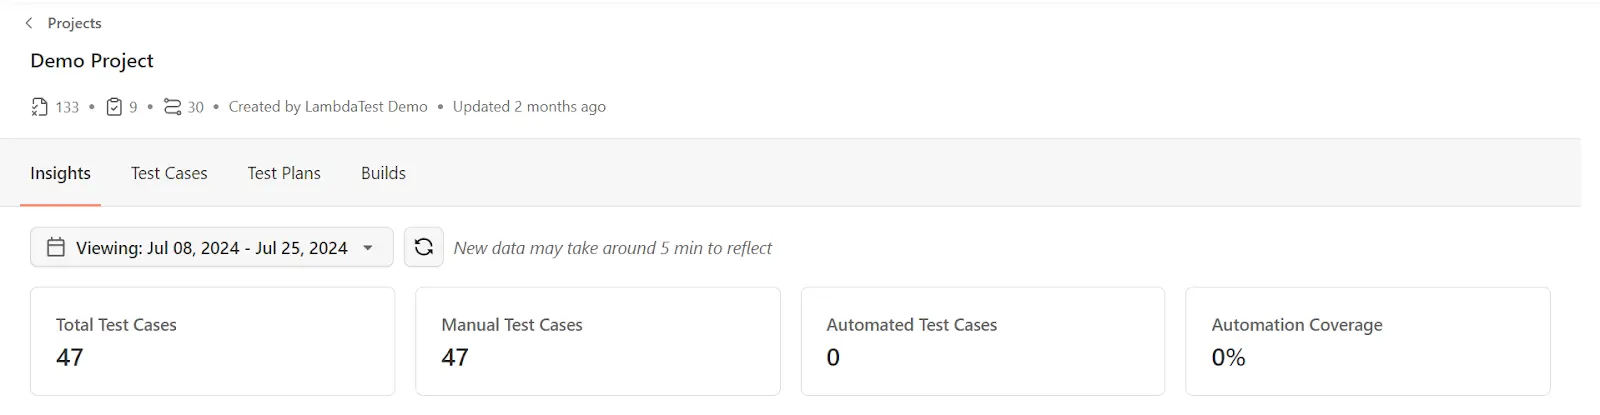 Projects
Demo Project
133 • 9 • 30 • Created by LambdaTest Demo • Updated 2 months ago
Insights Test Cases Test Plans Builds
Viewing: Jul 08, 2024 - Jul 25, 2024 New data may take around 5 min to reflect
Total Test Cases Manual Test Cases Automated Test Cases Automation Coverage
47 47 0 0%